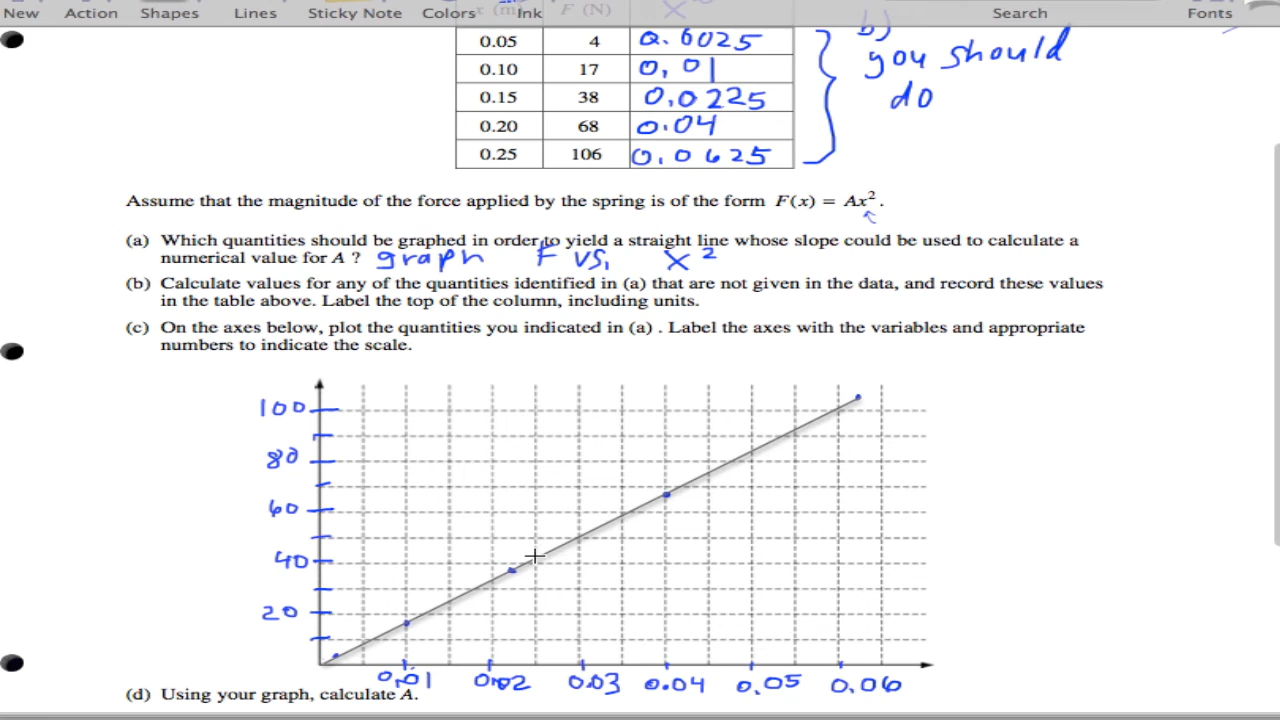 New Action Shapes Lines Sticky Note Colors Ink Search Fonts
x (m) F (N) x
b)
0.05 4 0.0025
you should
0.10 17 0,01
0.15 38 0,0225
do
0.20 68 0.04
0.25 106 0,0625
Assume that the magnitude of the force applied by the spring is of the form F(x) = Ax².
(a) Which quantities should be graphed in order to yield a straight line whose slope could be used to calculate a
numerical value for A ? graph F vs, x²
(b) Calculate values for any of the quantities identified in (a) that are not given in the data, and record these values
in the table above. Label the top of the column, including units.
(c) On the axes below, plot the quantities you indicated in (a) . Label the axes with the variables and appropriate
numbers to indicate the scale.
100
80
60
40
20
0,01 0,02 0.03 0.04 0,05 0,06
(d) Using your graph, calculate A.